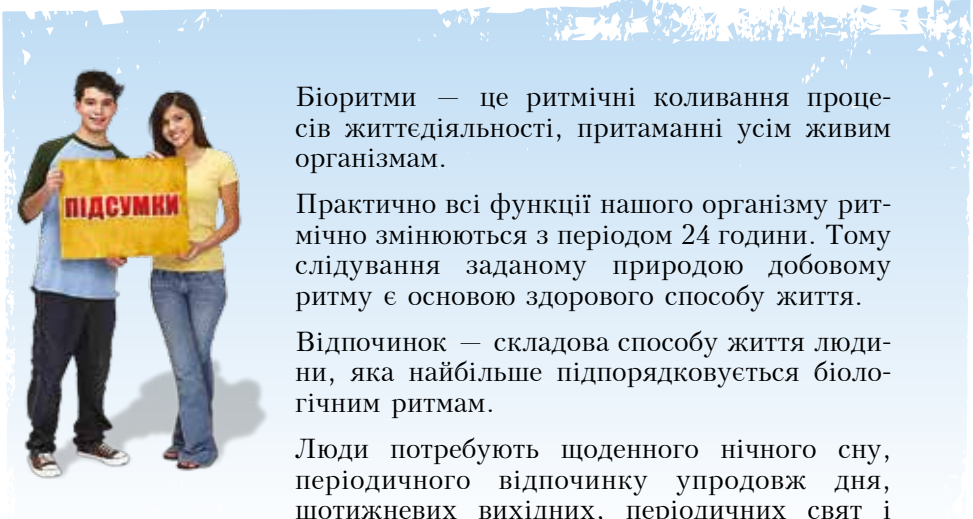 ПІДСУМКИ
Біоритми — це ритмічні коливання проце-
сів життєдіяльності, притаманні усім живим
організмам.
Практично всі функції нашого організму рит-
мічно змінюються з періодом 24 години. Тому
слідування заданому природою добовому
ритму є основою здорового способу життя.
Відпочинок — складова способу життя люди-
ни, яка найбільше підпорядковується біоло-
гічним ритмам.
Люди потребують щоденного нічного сну,
періодичного відпочинку упродовж дня,
щотижневих вихідних, періодичних свят і